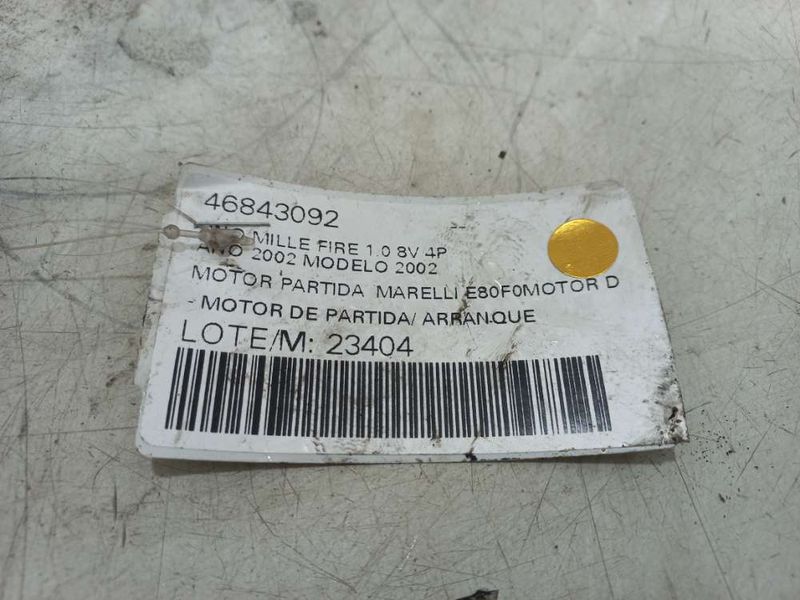 46843092
MILLE FIRE 1.0 8V 4P
ANO 2002 MODELO 2002
MOTOR PARTIDA MARELLI E80F0MOTOR D
- MOTOR DE PARTIDA/ ARRANQUE
LOTE/M: 23404